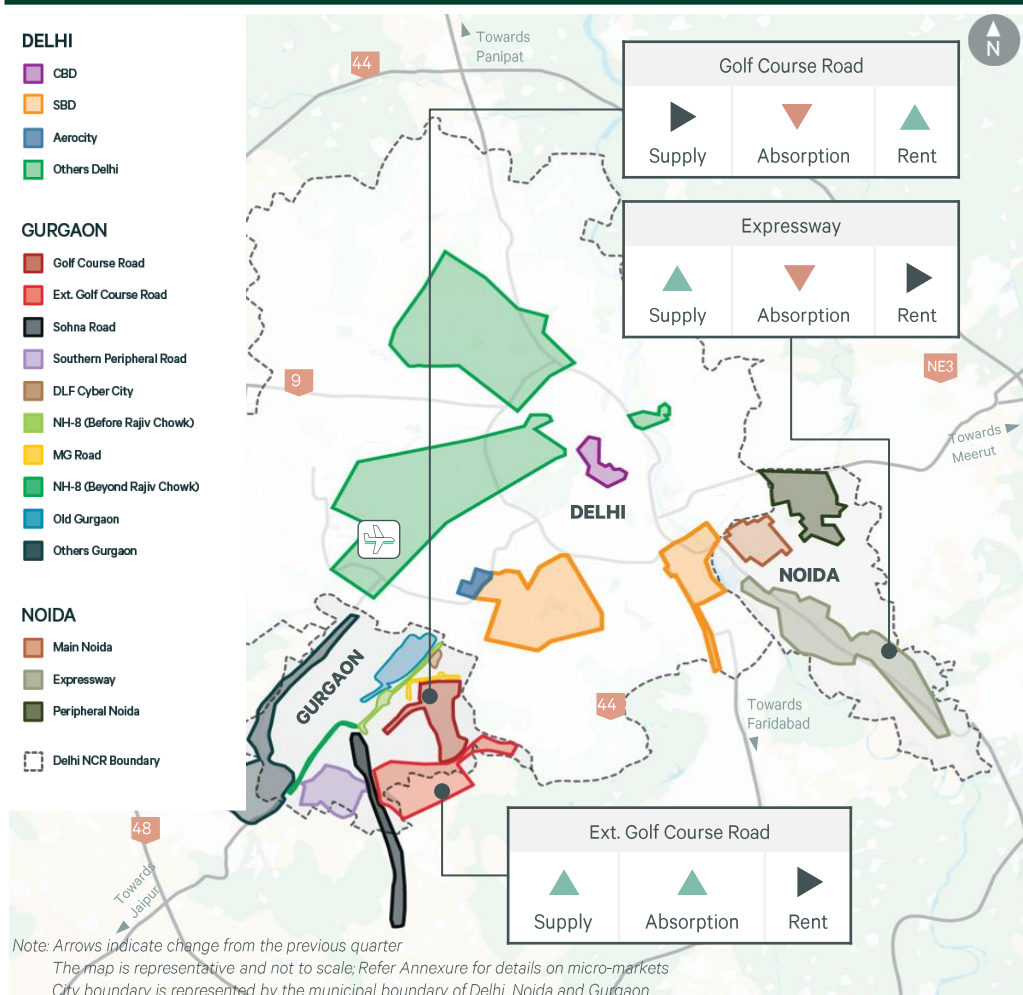 DELHI
CBD
SBD
Aerocity
Others Delhi
GURGAON
Golf Course Road
Ext. Golf Course Road
Sohna Road
Southern Peripheral Road
DLF Cyber City
NH-8 (Before Rajiv Chowk)
MG Road
NH-8 (Beyond Rajiv Chowk)
Old Gurgaon
Others Gurgaon
NOIDA
Main Noida
Expressway
Peripheral Noida
Delhi NCR Boundary
Towards
Panipat
44
N
Golf Course Road
Supply Absorption Rent
Expressway
Supply Absorption Rent
9
NE3
Towards
Meerut
DELHI
NOIDA
GURGAON
44
Towards
Faridabad
48
Towards
Jaipur
Ext. Golf Course Road
Supply Absorption Rent
Note: Arrows indicate change from the previous quarter
The map is representative and not to scale; Refer Annexure for details on micro-markets
City boundary is represented by the municipal boundary of Delhi, Noida and Gurgaon